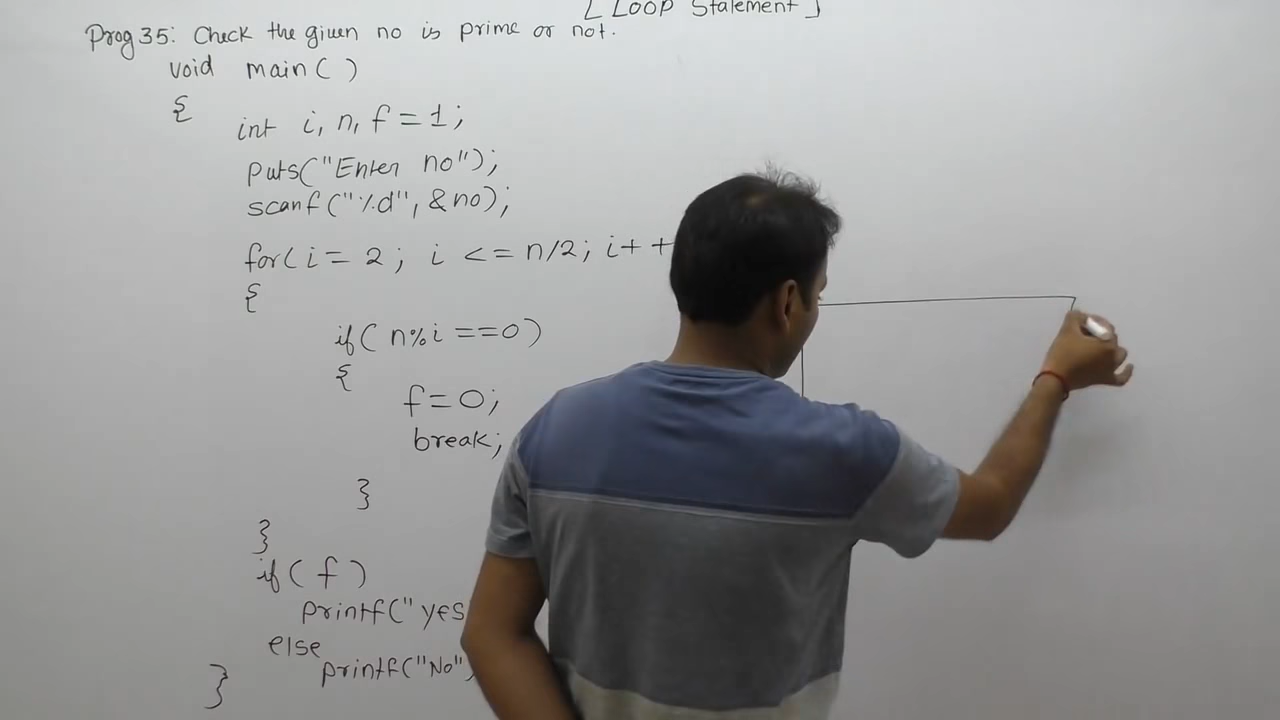 [Loop Statement]
Prog 35: Check the given no is prime or not.
void main( )
{
int i, n, f = 1;
puts("Enter no");
scanf("%d", &no);
for( i = 2 ; i <= n/2; i++
{
if( n%i ==0)
{
f=0;
break;
}
}
if( f )
printf("yes
else
printf("No"
}